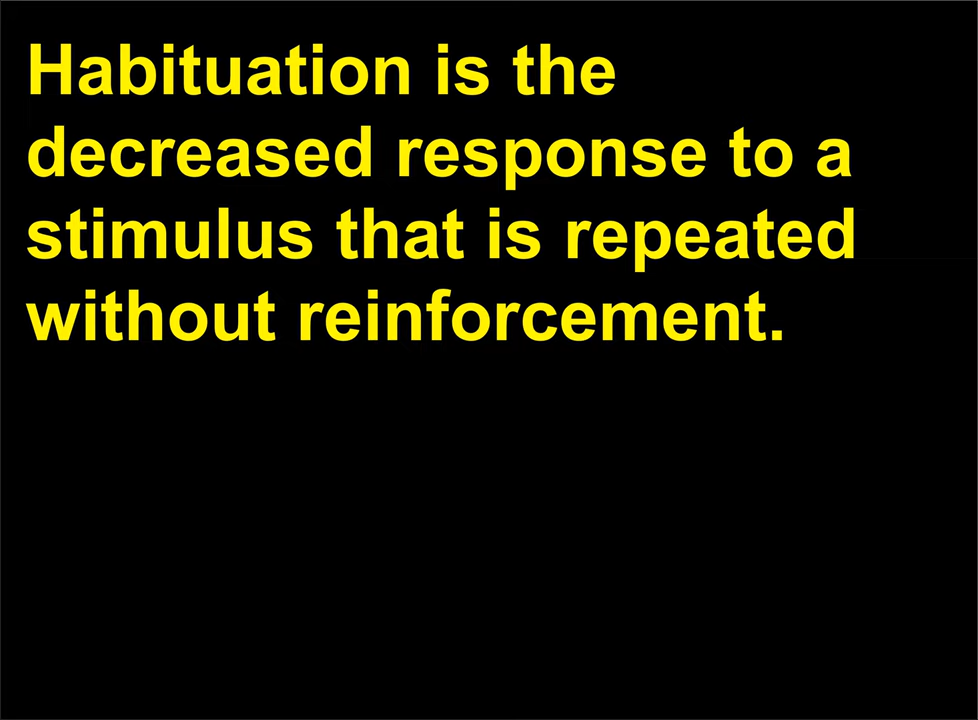 Habituation is the
decreased response to a
stimulus that is repeated
without reinforcement.